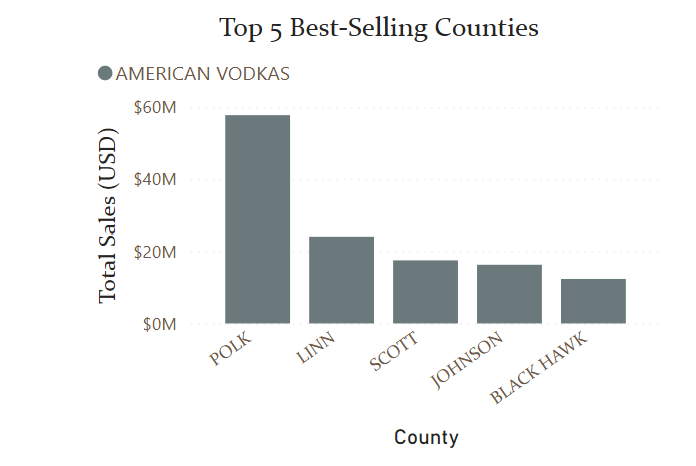 Top 5 Best-Selling Counties
AMERICAN VODKAS
Total Sales (USD)
$60M
$40M
$20M
$0M
POLK
LINN
SCOTT
JOHNSON
BLACK HAWK
County